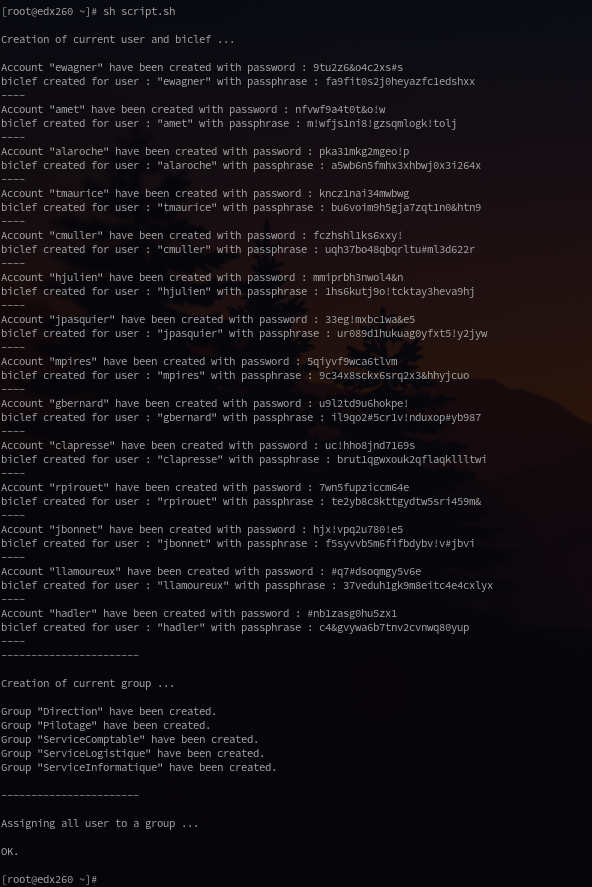 [root@edx260 ~]# sh script.sh
Creation of current user and biclef ...
Account "ewagner" have been created with password : 9tu2z6&o4c2xs#s
biclef created for user : "ewagner" with passphrase : fa9fit0s2j0heyazfc1edshxx
----
Account "amet" have been created with password : nfvwf9a4t0t&o!w
biclef created for user : "amet" with passphrase : m!wfjs1ni8!gzsqmlogk!tolj
----
Account "alaroche" have been created with password : pka31mkg2mgeo!p
biclef created for user : "alaroche" with passphrase : a5wb6n5fmhx3xhbwj0x3i264x
----
Account "tmaurice" have been created with password : kncz1nai34mwbwg
biclef created for user : "tmaurice" with passphrase : bu6voim9h5gja7zqt1n0&htn9
----
Account "cmuller" have been created with password : fczhshl1ks6xxy!
biclef created for user : "cmuller" with passphrase : uqh37bo48qbqrltu#ml3d622r
----
Account "hjulien" have been created with password : mmiprbh3nwol4&n
biclef created for user : "hjulien" with passphrase : 1hs6kutj9o!tcktay3heva9hj
----
Account "jpasquier" have been created with password : 33eg!mxbc1wa&e5
biclef created for user : "jpasquier" with passphrase : ur089d1hukuag0yfxt5!y2jyw
----
Account "mpires" have been created with password : 5qiyvf9wca6tlvm
biclef created for user : "mpires" with passphrase : 9c34x8sckx6srq2x3&hhyjcuo
----
Account "gbernard" have been created with password : u9l2td9u6hokpe!
biclef created for user : "gbernard" with passphrase : il9qo2#5cr1v!nduxop#yb987
----
Account "clapresse" have been created with password : uc!hho8jnd7169s
biclef created for user : "clapresse" with passphrase : brut1qgwxouk2qflaqkllltwi
----
Account "rpirouet" have been created with password : 7wn5fupziccm64e
biclef created for user : "rpirouet" with passphrase : te2yb8c8kttgydtw5sri459m&
----
Account "jbonnet" have been created with password : hjx!vpq2u780!e5
biclef created for user : "jbonnet" with passphrase : f5syvvb5m6fifbdybv!v#jbvi
----
Account "llamoureux" have been created with password : #q7#dsoqmgy5v6e
biclef created for user : "llamoureux" with passphrase : 37veduh1gk9m8eitc4e4cxlyx
----
Account "hadler" have been created with password : #nb1zasg0hu5zx1
biclef created for user : "hadler" with passphrase : c4&gvywa6b7tnv2cvnwq80yup
----
-----------------------
Creation of current group ...
Group "Direction" have been created.
Group "Pilotage" have been created.
Group "ServiceComptable" have been created.
Group "ServiceLogistique" have been created.
Group "ServiceInformatique" have been created.
-----------------------
Assigning all user to a group ...
OK.
[root@edx260 ~]#